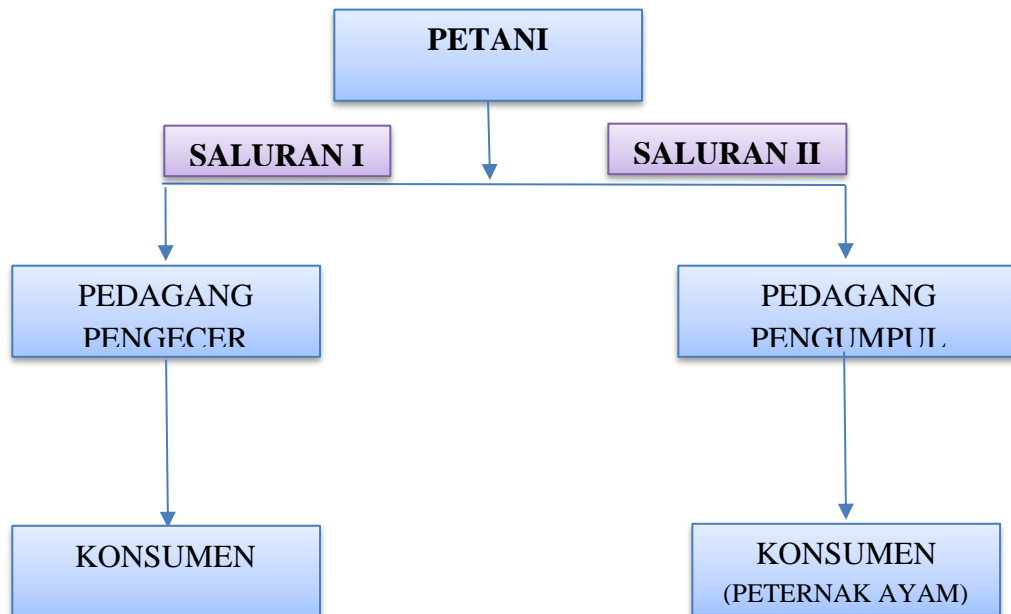 PETANI
SALURAN I
SALURAN II
PEDAGANG
PENGECER
PEDAGANG
PENGUMPUL
KONSUMEN
KONSUMEN
(PETERNAK AYAM)